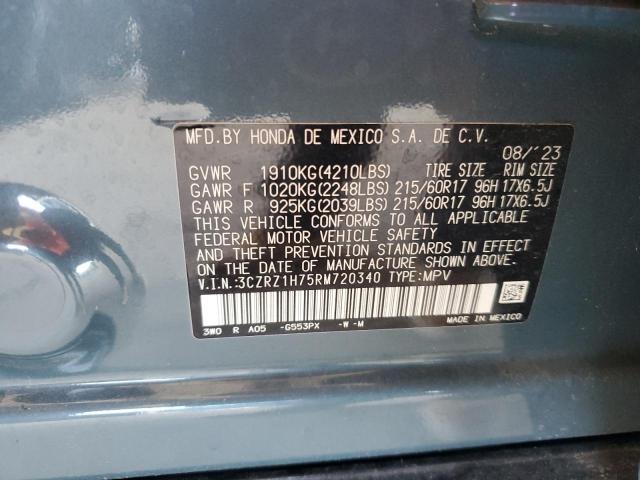 MFD.BY HONDA DE MEXICO S.A. DE C.V.
08/'23
GVWR 1910KG(4210LBS) TIRE SIZE RIM SIZE
GAWR F 1020KG(2248LBS) 215/60R17 96H 17X6.5J
GAWR R 925KG(2039LBS) 215/60R17 96H 17X6.5J
THIS VEHICLE CONFORMS TO ALL APPLICABLE
FEDERAL MOTOR VEHICLE SAFETY
AND THEFT PREVENTION STANDARDS IN EFFECT
ON THE DATE OF MANUFACTURE SHOWN ABOVE.
V.I.N.:3CZRZ1H75RM720340 TYPE:MPV
3W0 R A05 -G553PX -W-M MADE IN MEXICO